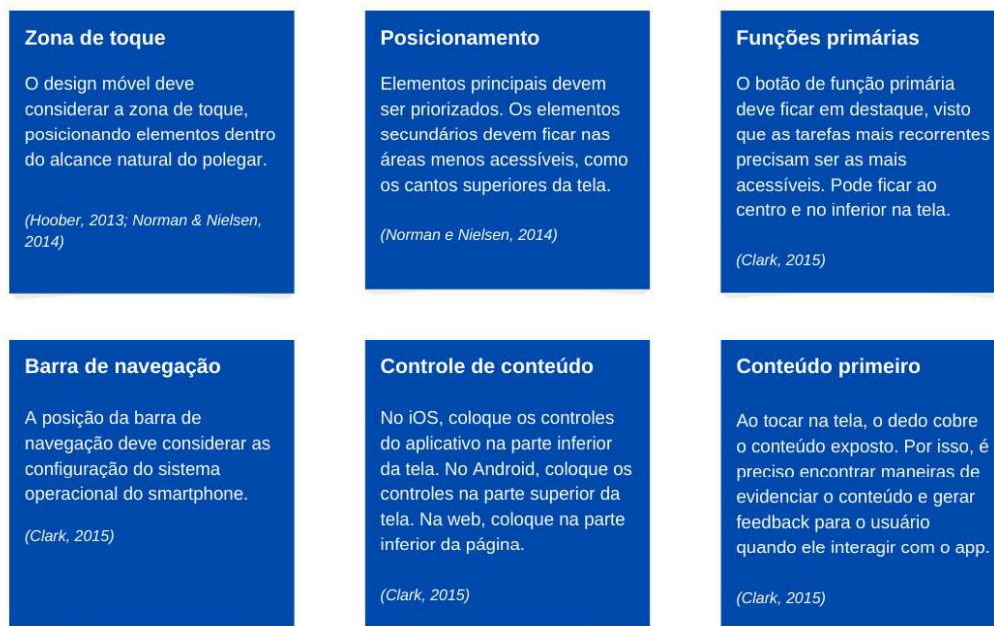 Zona de toque
O design móvel deve
considerar a zona de toque,
posicionando elementos dentro
do alcance natural do polegar.
(Hoober, 2013; Norman & Nielsen,
2014)
Posicionamento
Elementos principais devem
ser priorizados. Os elementos
secundários devem ficar nas
áreas menos acessíveis, como
os cantos superiores da tela.
(Norman e Nielsen, 2014)
Funções primárias
O botão de função primária
deve ficar em destaque, visto
que as tarefas mais recorrentes
precisam ser as mais
acessíveis. Pode ficar ao
centro e no inferior na tela.
(Clark, 2015)
Barra de navegação
A posição da barra de
navegação deve considerar as
configuração do sistema
operacional do smartphone.
(Clark, 2015)
Controle de conteúdo
No iOS, coloque os controles
do aplicativo na parte inferior
da tela. No Android, coloque os
controles na parte superior da
tela. Na web, coloque na parte
inferior da página.
(Clark, 2015)
Conteúdo primeiro
Ao tocar na tela, o dedo cobre
o conteúdo exposto. Por isso, é
preciso encontrar maneiras de
evidenciar o conteúdo e gerar
feedback para o usuário
quando ele interagir com o app.
(Clark, 2015)